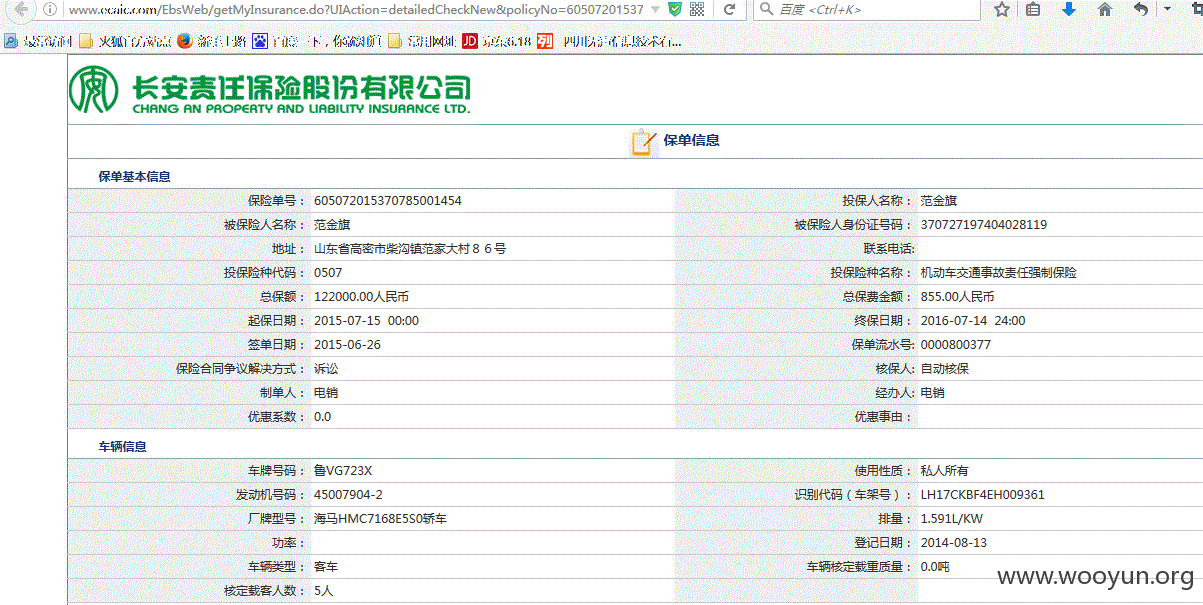 www.ccaic.com/EbsWeb/getMyInsurance.do?UIAction=detailedCheckNew&policyNo=60507201537
百度 <Ctrl+K>
最常访问 火狐官方站点 新手上路 百度一下，你就知道 常用网址 JD 京东6.18
长安责任保险股份有限公司
CHANG AN PROPERTY AND LIABILITY INSURANCE LTD.
保单信息
保单基本信息
保险单号： 605072015370785001454 投保人名称： 范金旗
被保险人名称： 范金旗 被保险人身份证号码： 370727197404028119
地址： 山东省高密市柴沟镇范家大村８６号 联系电话:
投保险种代码： 0507 投保险种名称： 机动车交通事故责任强制保险
总保额： 122000.00人民币 总保费金额： 855.00人民币
起保日期： 2015-07-15 00:00 终保日期： 2016-07-14 24:00
签单日期： 2015-06-26 保单流水号: 0000800377
保险合同争议解决方式： 诉讼 核保人: 自动核保
制单人： 电销 经办人: 电销
优惠系数： 0.0 优惠事由：
车辆信息
车牌号码： 鲁VG723X 使用性质： 私人所有
发动机号码： 45007904-2 识别代码（车架号）： LH17CKBF4EH009361
厂牌型号： 海马HMC7168E5S0轿车 排量： 1.591L/KW
功率： 登记日期： 2014-08-13
车辆类型： 客车 车辆核定载重质量： 0.0吨
核定载客人数： 5人
www.wooyun.org